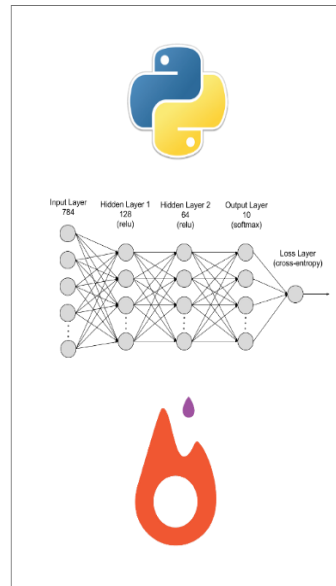 Input Layer
784
Hidden Layer 1
128
(relu)
Hidden Layer 2
64
(relu)
Output Layer
10
(softmax)
Loss Layer
(cross-entropy)